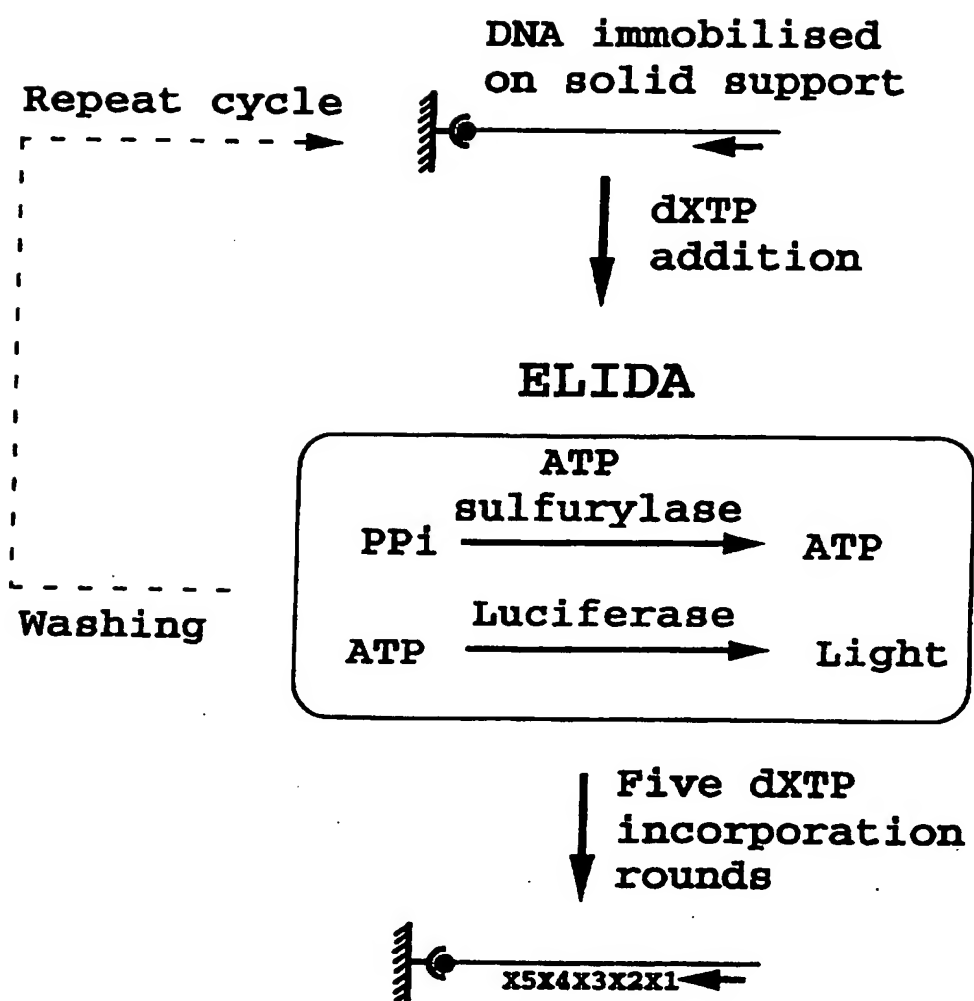 DNA immobilised
on solid support
Repeat cycle
dXTP
addition
ELIDA
ATP
sulfurylase
PPi
ATP
Luciferase
ATP
Light
Washing
Five dXTP
incorporation
rounds
X5X4X3X2X1